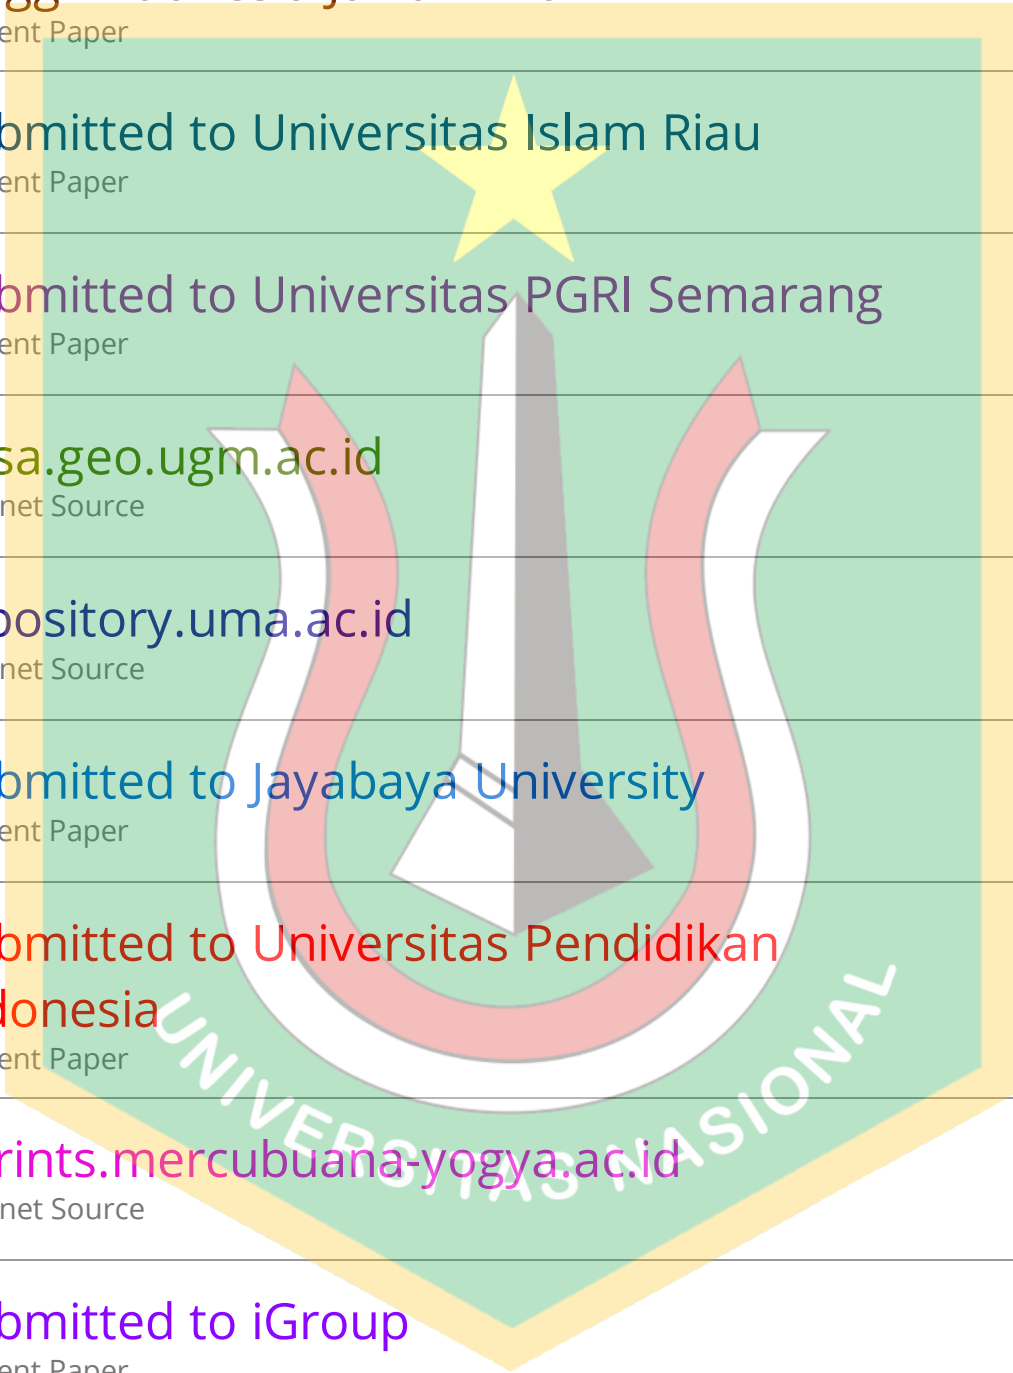 ent Paper
bmitted to Universitas Islam Riau
ent Paper
bmitted to Universitas PGRI Semarang
ent Paper
sa.geo.ugm.ac.id
net Source
pository.uma.ac.id
net Source
bmitted to Jayabaya University
ent Paper
bmitted to Universitas Pendidikan
donesia
ent Paper
rints.mercubuana-yogya.ac.id
net Source
bmitted to iGroup
ent Paper
UNIVERSITAS NASIONAL